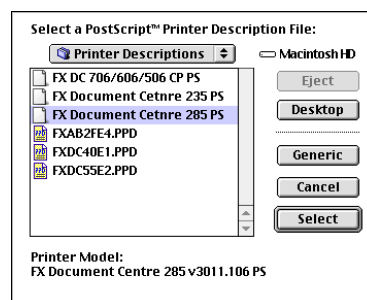 Select a PostScript™ Printer Description File:
Printer Descriptions
Macintosh HD
FX DC 706/606/506 CP PS
FX Document Cetnre 235 PS
FX Document Cetnre 285 PS
FXAB2FE4.PPD
FXDC40E1.PPD
FXDC55E2.PPD
Eject
Desktop
Generic
Cancel
Select
Printer Model:
FX Document Centre 285 v3011.106 PS